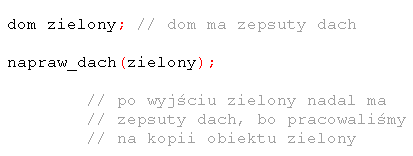 dom zielony; // dom ma zepsuty dach
napraw_dach(zielony);
// po wyjściu zielony nadal ma
// zepsuty dach, bo pracowaliśmy
// na kopii obiektu zielony